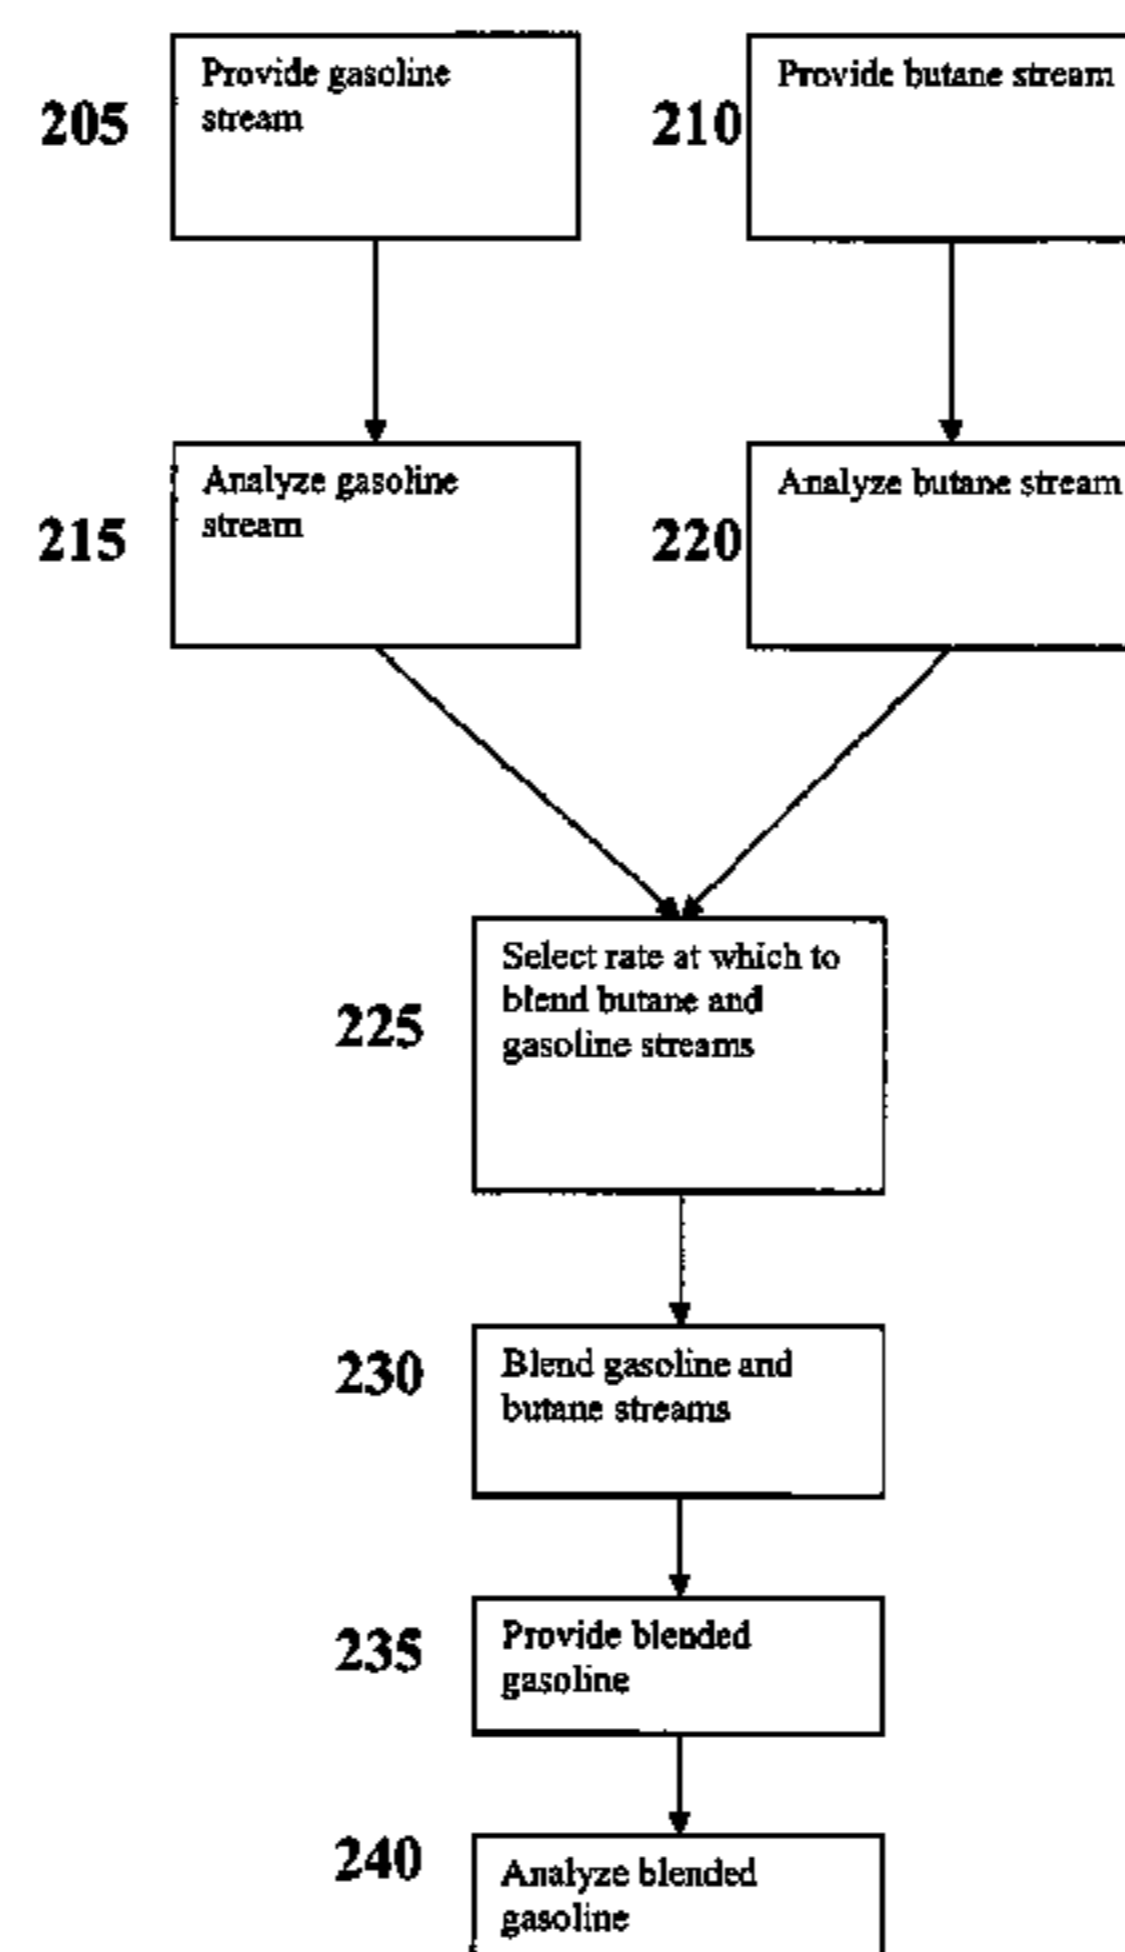 205
Provide gasoline
stream
210
Provide butane stream
215
Analyze gasoline
stream
220
Analyze butane stream
225
Select rate at which to
blend butane and
gasoline streams
230
Blend gasoline and
butane streams
235
Provide blended
gasoline
240
Analyze blended
gasoline